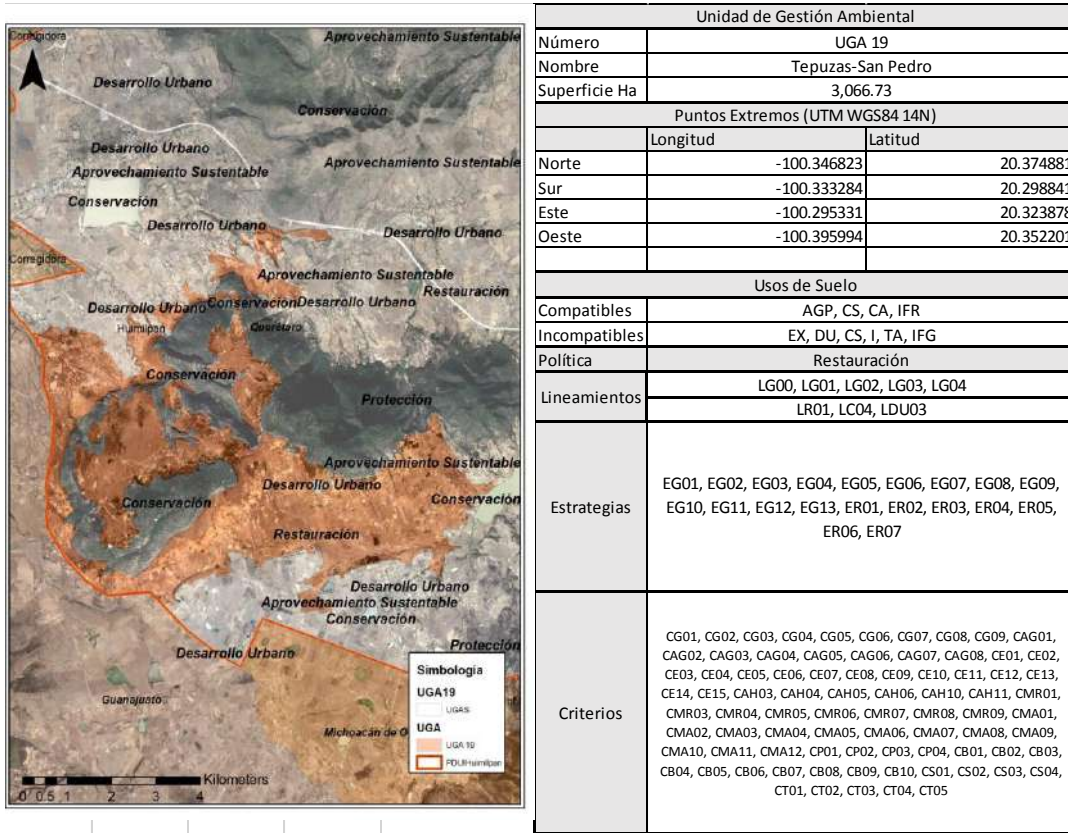 Corregidora
Aprovechamiento Sustentable
Desarrollo Urbano
Conservación
Desarrollo Urbano
Aprovechamiento Sustentable
Aprovechamiento Sustentable
Conservación
Desarrollo Urbano
Desarrollo Urbano
Corregidora
Aprovechamiento Sustentable
Restauración
Desarrollo Urbano
Conservación
Desarrollo Urbano
Huimilpan
Querétaro
Conservación
Protección
Aprovechamiento Sustentable
Desarrollo Urbano
Conservación
Conservación
Restauración
Desarrollo Urbano
Aprovechamiento Sustentable
Conservación
Protección
Desarrollo Urbano
Guanajuato
Michoacán de O
Simbología
UGA19
UGAS
UGA
UGA 19
PDUHuimilpan
Kilometers
0 0.5 1 2 3 4
Unidad de Gestión Ambiental
Número UGA 19
Nombre Tepuzas-San Pedro
Superficie Ha 3,066.73
Puntos Extremos (UTM WGS84 14N)
Longitud Latitud
Norte -100.346823 20.374881
Sur -100.333284 20.298841
Este -100.295331 20.323878
Oeste -100.395994 20.352201
Usos de Suelo
Compatibles AGP, CS, CA, IFR
Incompatibles EX, DU, CS, I, TA, IFG
Política Restauración
Lineamientos LG00, LG01, LG02, LG03, LG04
LR01, LC04, LDU03
Estrategias
EG01, EG02, EG03, EG04, EG05, EG06, EG07, EG08, EG09,
EG10, EG11, EG12, EG13, ER01, ER02, ER03, ER04, ER05,
ER06, ER07
Criterios
CG01, CG02, CG03, CG04, CG05, CG06, CG07, CG08, CG09, CAG01,
CAG02, CAG03, CAG04, CAG05, CAG06, CAG07, CAG08, CE01, CE02,
CE03, CE04, CE05, CE06, CE07, CE08, CE09, CE10, CE11, CE12, CE13,
CE14, CE15, CAH03, CAH04, CAH05, CAH06, CAH10, CAH11, CMR01,
CMR03, CMR04, CMR05, CMR06, CMR07, CMR08, CMR09, CMA01,
CMA02, CMA03, CMA04, CMA05, CMA06, CMA07, CMA08, CMA09,
CMA10, CMA11, CMA12, CP01, CP02, CP03, CP04, CB01, CB02, CB03,
CB04, CB05, CB06, CB07, CB08, CB09, CB10, CS01, CS02, CS03, CS04,
CT01, CT02, CT03, CT04, CT05